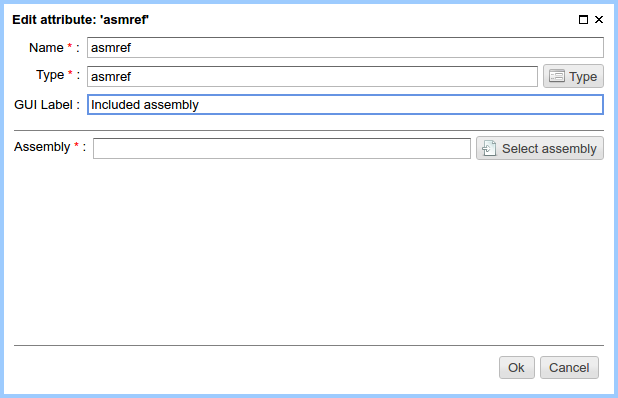 Edit attribute: 'asmref'
Name * : asmref
Type * : asmref Type
GUI Label : Included assembly
Assembly * : Select assembly
Ok Cancel